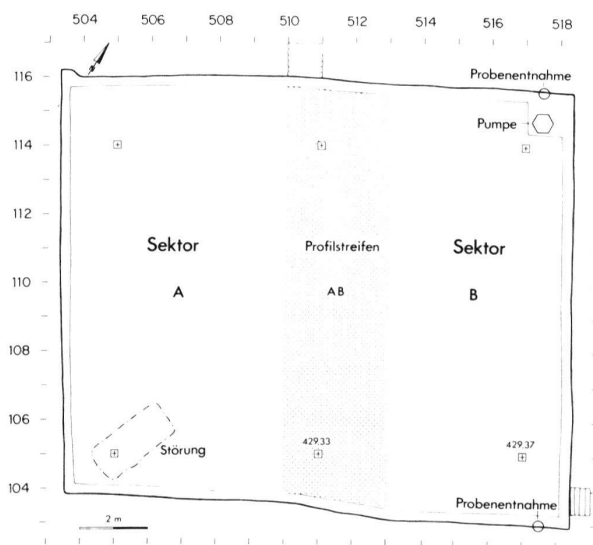 504 506 508 510 512 514 516 518
116
Probenentnahme
Pumpe
114
112
Sektor Profilstreifen Sektor
110
A AB B
108
106
429.33 429.37
Störung
104
Probenentnahme
2 m